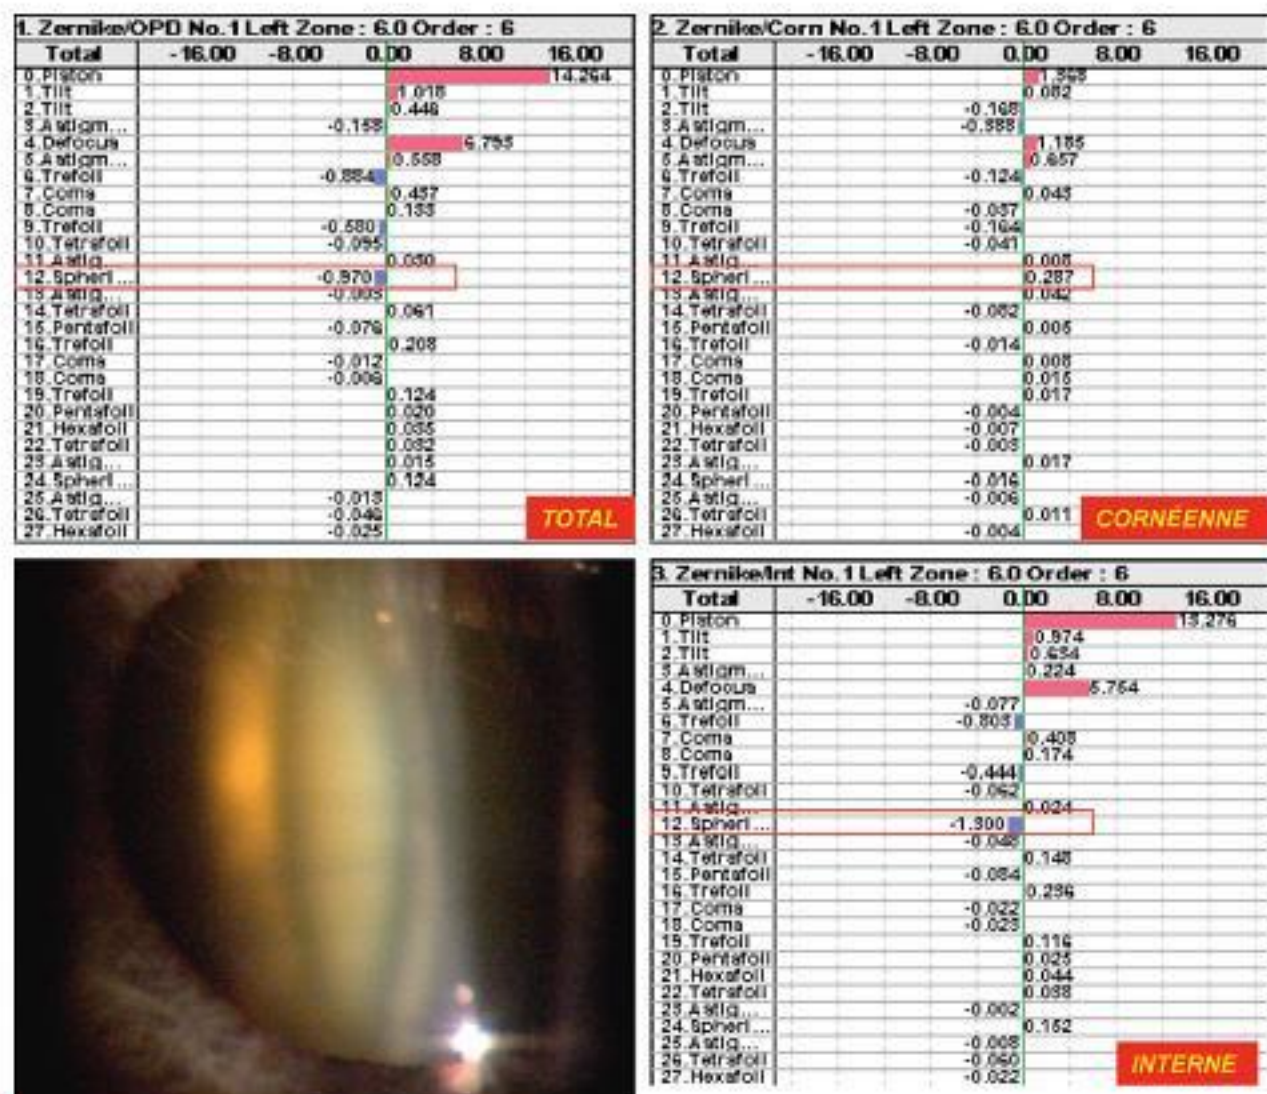 1. Zernike/OPD No.1 Left Zone : 6.0 Order : 6
Total -16.00 -8.00 0.00 8.00 16.00
0.Piston 14.264
1.Tilt 1.018
2.Tilt 0.446
3.Astigm... -0.158
4.Defocus 6.793
5.Astigm... 0.558
6.Trefoil -0.884
7.Coma 0.437
8.Coma 0.133
9.Trefoil -0.580
10.Tetrafoil -0.095
11.Astig... 0.030
12.Spheri... -0.970
13.Astig... -0.003
14.Tetrafoil 0.061
15.Pentafoil -0.076
16.Trefoil 0.208
17.Coma -0.012
18.Coma -0.006
19.Trefoil 0.124
20.Pentafoil 0.020
21.Hexafoil 0.035
22.Tetrafoil 0.032
23.Astig... 0.015
24.Spheri... 0.124
25.Astig... -0.013
26.Tetrafoil -0.046
27.Hexafoil -0.025
TOTAL
2. Zernike/Corn No.1 Left Zone : 6.0 Order : 6
Total -16.00 -8.00 0.00 8.00 16.00
0.Piston 1.368
1.Tilt 0.082
2.Tilt -0.168
3.Astigm... -0.388
4.Defocus 1.185
5.Astigm... 0.657
6.Trefoil -0.124
7.Coma 0.043
8.Coma -0.037
9.Trefoil -0.164
10.Tetrafoil -0.041
11.Astig... 0.008
12.Spheri... 0.287
13.Astig... 0.042
14.Tetrafoil -0.082
15.Pentafoil 0.005
16.Trefoil -0.014
17.Coma 0.008
18.Coma 0.015
19.Trefoil 0.017
20.Pentafoil -0.004
21.Hexafoil -0.007
22.Tetrafoil -0.003
23.Astig... 0.017
24.Spheri... -0.016
25.Astig... -0.006
26.Tetrafoil 0.011
27.Hexafoil -0.004
CORNÉENNE
3. Zernike/Int No.1 Left Zone : 6.0 Order : 6
Total -16.00 -8.00 0.00 8.00 16.00
0.Piston 13.276
1.Tilt 0.974
2.Tilt 0.634
3.Astigm... 0.224
4.Defocus 5.754
5.Astigm... -0.077
6.Trefoil -0.803
7.Coma 0.408
8.Coma 0.174
9.Trefoil -0.444
10.Tetrafoil -0.062
11.Astig... 0.024
12.Spheri... -1.300
13.Astig... -0.048
14.Tetrafoil 0.148
15.Pentafoil -0.084
16.Trefoil 0.236
17.Coma -0.022
18.Coma -0.023
19.Trefoil 0.116
20.Pentafoil 0.025
21.Hexafoil 0.044
22.Tetrafoil 0.038
23.Astig... -0.002
24.Spheri... 0.152
25.Astig... -0.008
26.Tetrafoil -0.060
27.Hexafoil -0.022
INTERNE